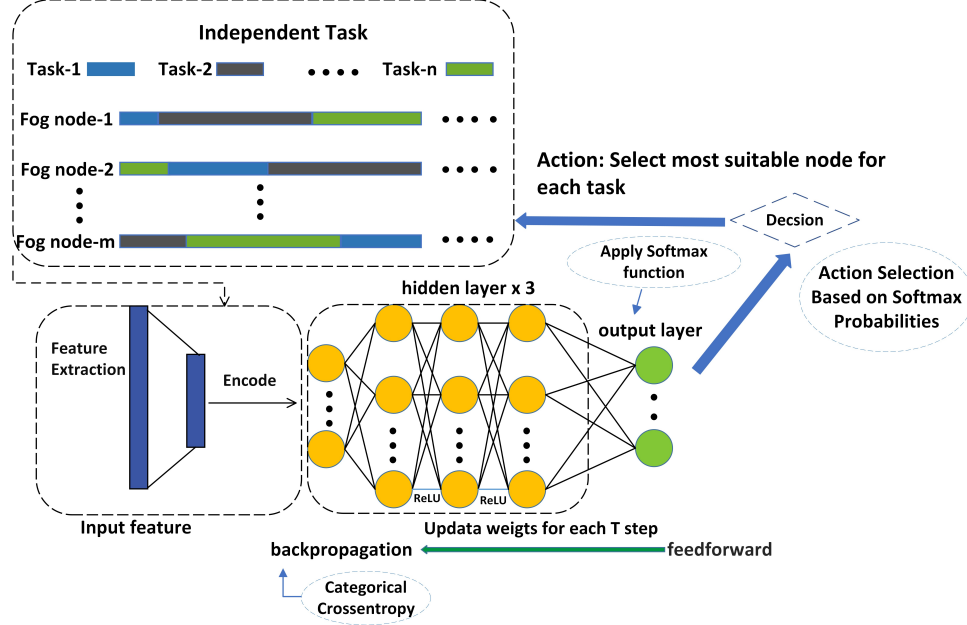 Independent Task
Task-1 Task-2 Task-n
Fog node-1
Fog node-2
Fog node-m
Action: Select most suitable node for
each task
Decsion
Apply Softmax
function
Action Selection
Based on Softmax
Probabilities
hidden layer x 3
output layer
Feature
Extraction
Encode
ReLU ReLU
Input feature
Updata weigts for each T step
backpropagation
feedforward
Categorical
Crossentropy